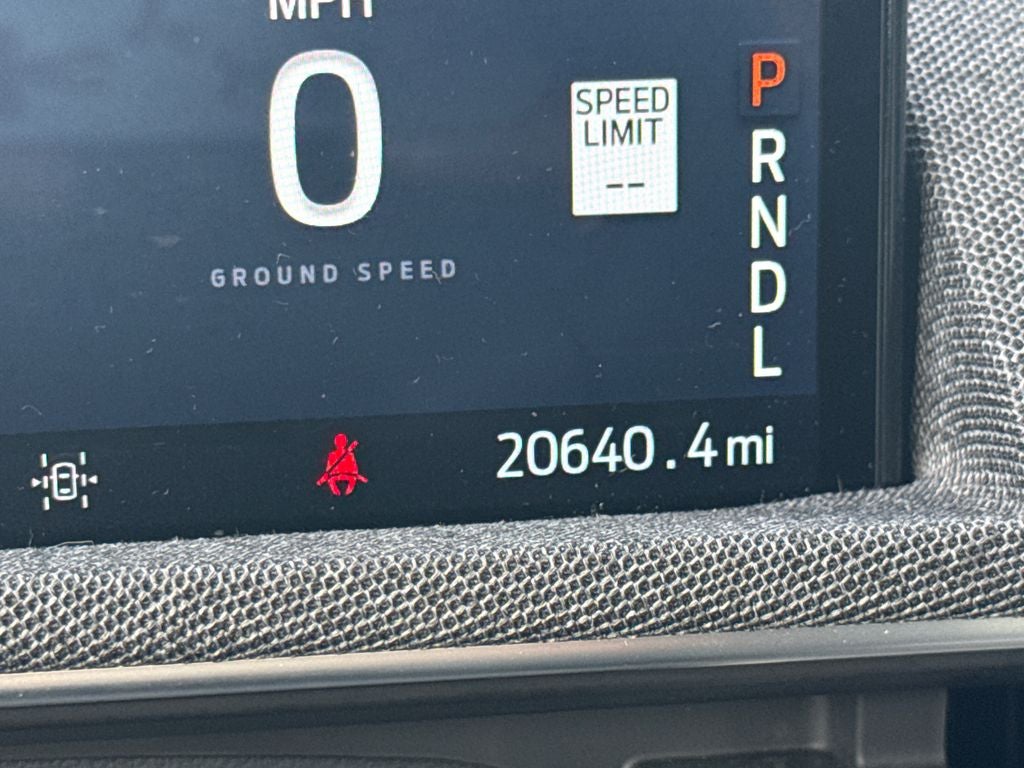 MPH
0
GROUND SPEED
SPEED
LIMIT
--
P
R
N
D
L
20640.4 mi